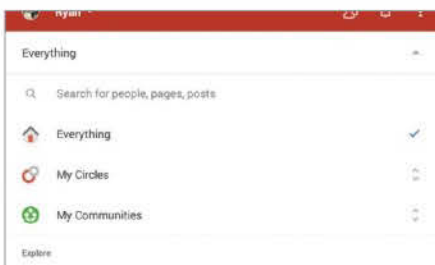 Ryan
Everything
Search for people, pages, posts
Everything
My Circles
My Communities
Explore